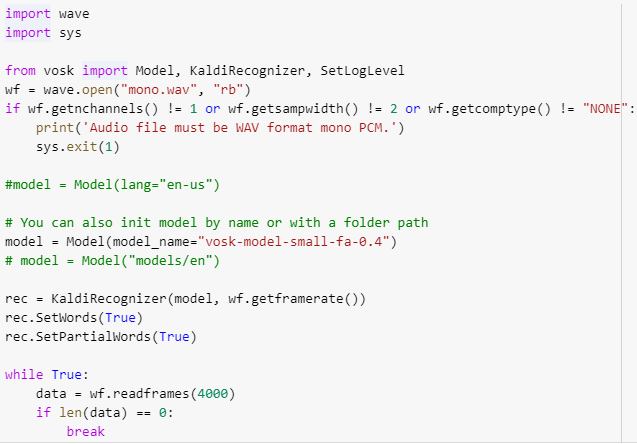 import wave
import sys

from vosk import Model, KaldiRecognizer, SetLogLevel
wf = wave.open("mono.wav", "rb")
if wf.getnchannels() != 1 or wf.getsampwidth() != 2 or wf.getcomptype() != "NONE":
    print('Audio file must be WAV format mono PCM.')
    sys.exit(1)

#model = Model(lang="en-us")

# You can also init model by name or with a folder path
model = Model(model_name="vosk-model-small-fa-0.4")
# model = Model("models/en")

rec = KaldiRecognizer(model, wf.getframerate())
rec.SetWords(True)
rec.SetPartialWords(True)

while True:
    data = wf.readframes(4000)
    if len(data) == 0:
        break